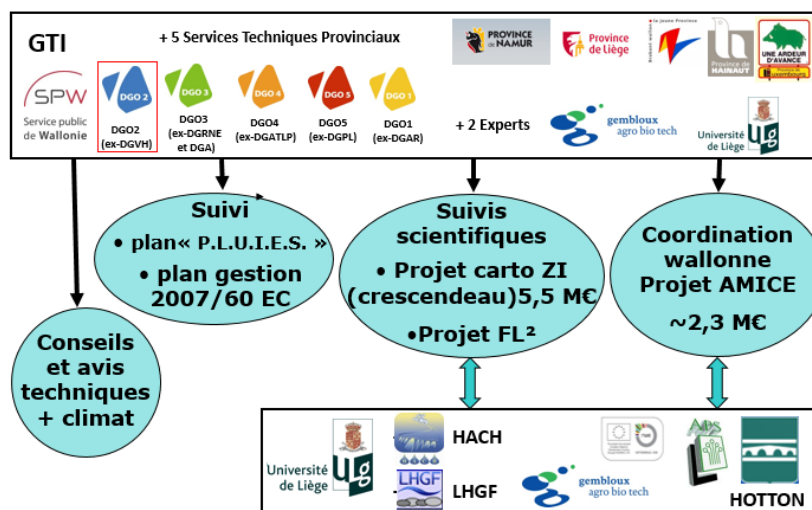 GTI
+ 5 Services Techniques Provinciaux
PROVINCE
DE NAMUR
Province
de Liège
Province de
HAINAUT
UNE ARDEUR
D'AVANCE
SPW
Service public
de Wallonie
DGO 2
DGO 3
DGO 4
DGO 5
DGO 1
DGO2
(ex-DGVH)
DGO3
(ex-DGRNE
et DGA)
DGO4
(ex-DGATLP)
DGO5
(ex-DGPL)
DGO1
(ex-DGAR)
+ 2 Experts
gembloux
agro bio tech
Université
de Liège
ULg
Suivi
• plan« P.L.U.I.E.S. »
• plan gestion
2007/60 EC
Suivis
scientifiques
• Projet carto ZI
(crescendeau)5,5 M€
•Projet FL²
Coordination
wallonne
Projet AMICE
~2,3 M€
Conseils
et avis
techniques
+ climat
Université
de Liège
ULg
HACH
LHGF
LHGF
gembloux
agro bio tech
APS
HOTTON